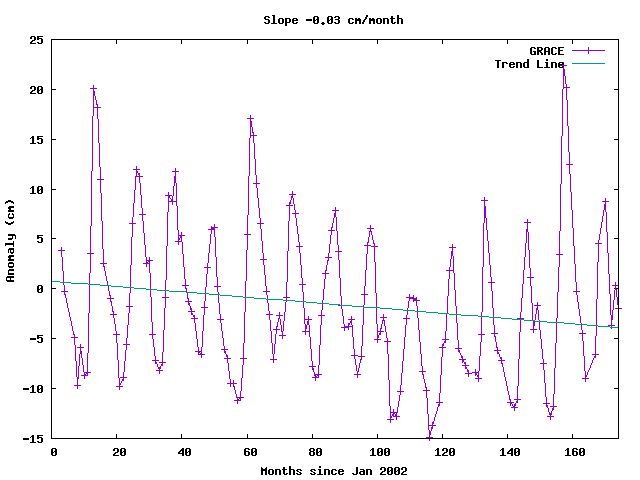 Slope -0.03 cm/month
GRACE
Trend Line
Anomaly (cm)
25
20
15
10
5
0
-5
-10
-15
0 20 40 60 80 100 120 140 160
Months since Jan 2002